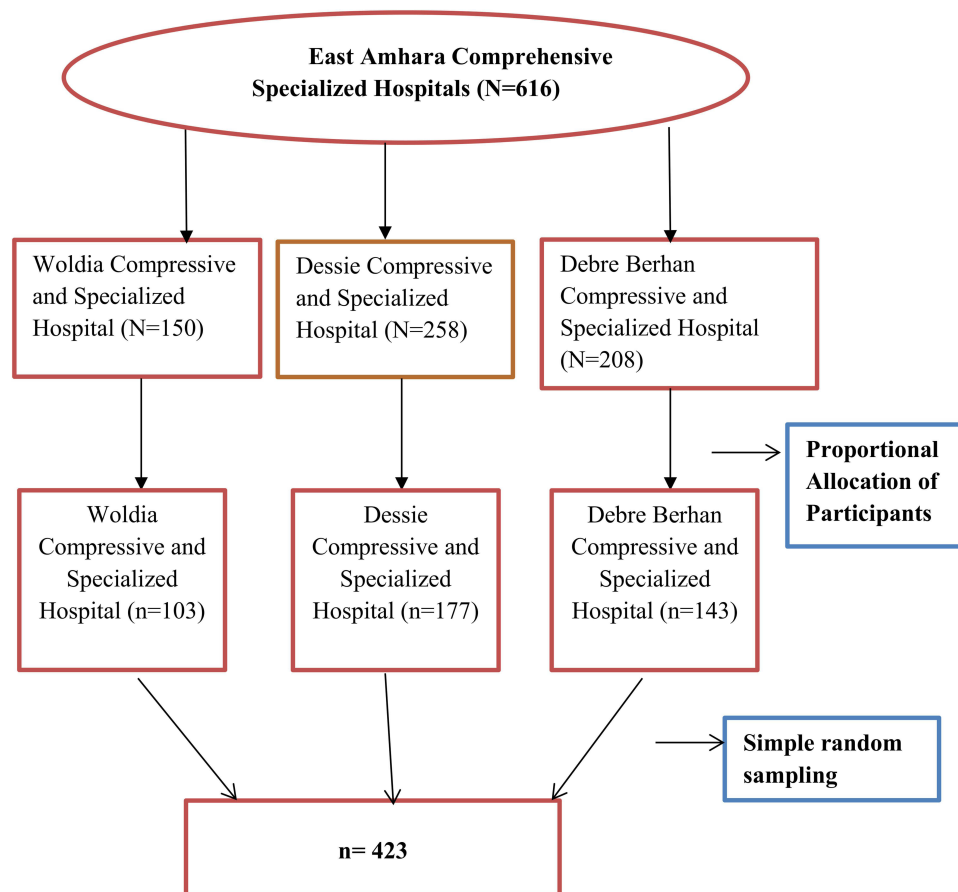 East Amhara Comprehensive
Specialized Hospitals (N=616)
Woldia Compressive
and Specialized
Hospital (N=150)
Dessie Compressive
and Specialized
Hospital (N=258)
Debre Berhan
Compressive and
Specialized Hospital
(N=208)
Proportional
Allocation of
Participants
Woldia
Compressive and
Specialized
Hospital (n=103)
Dessie
Compressive and
Specialized
Hospital (n=177)
Debre Berhan
Compressive and
Specialized
Hospital (n=143)
Simple random
sampling
n= 423